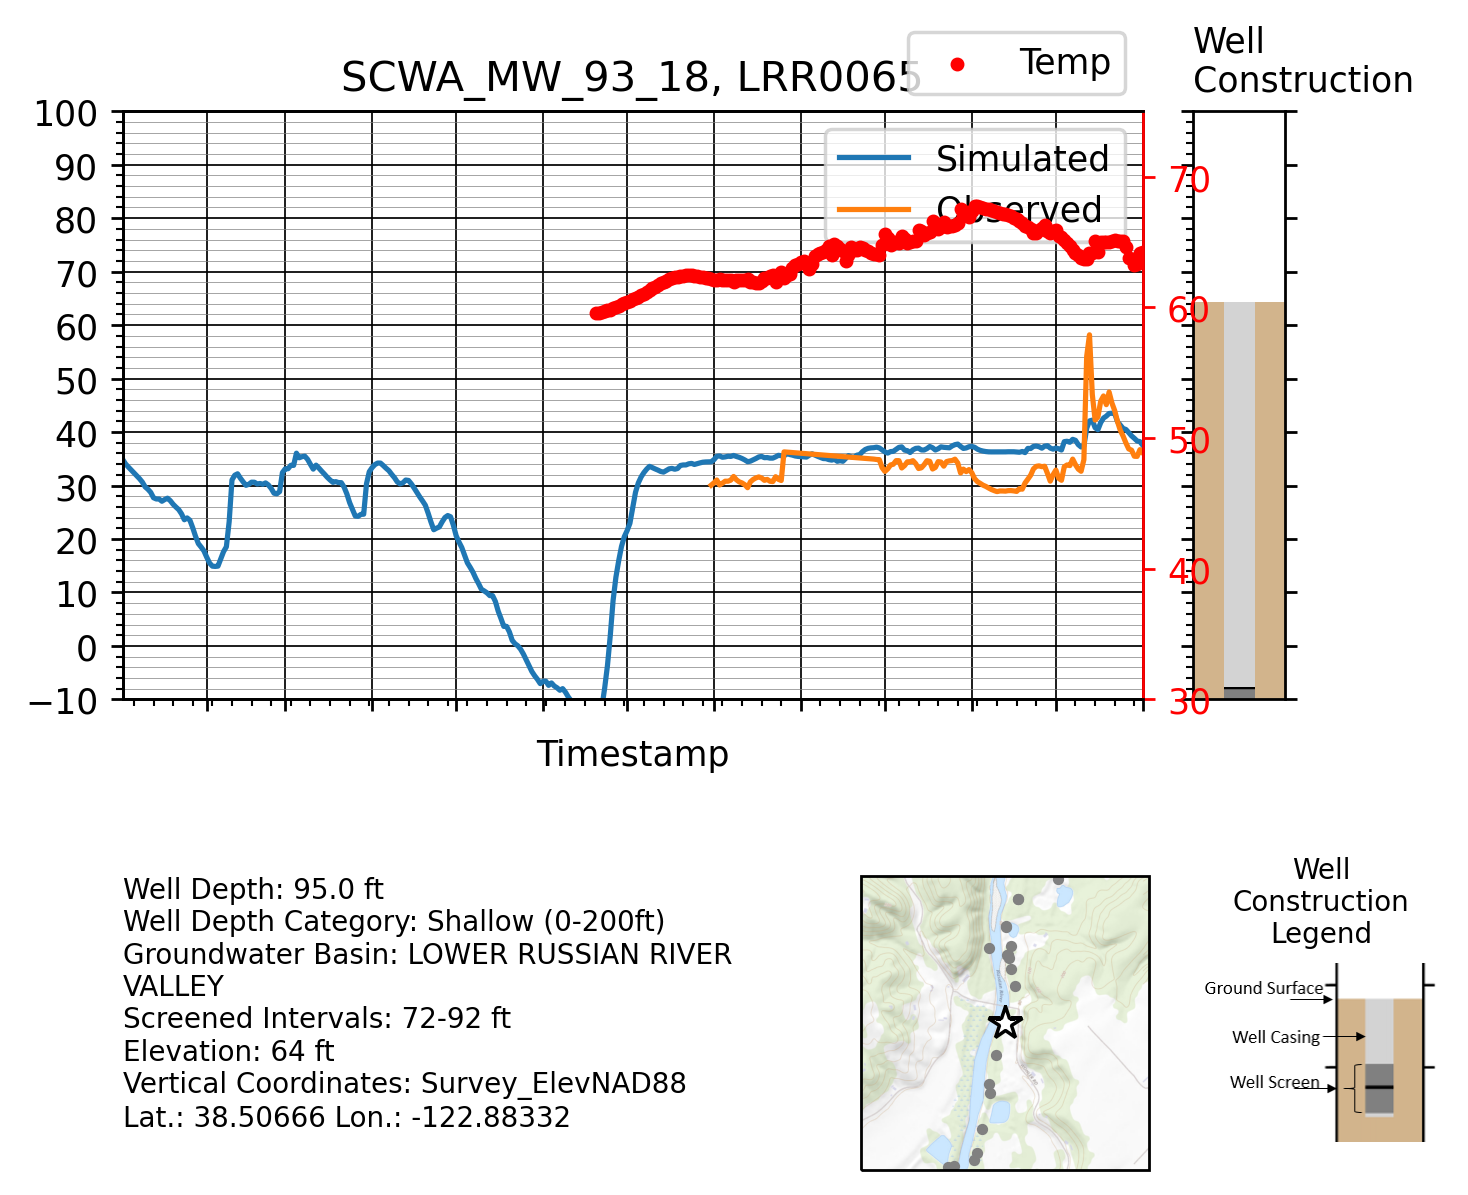 Well
Construction
SCWA_MW_93_18, LRR0065
Temp
Simulated
Observed
100
90
80
70
60
50
40
30
20
10
0
−10
70
60
50
40
30
Timestamp
Well Depth: 95.0 ft
Well Depth Category: Shallow (0-200ft)
Groundwater Basin: LOWER RUSSIAN RIVER
VALLEY
Screened Intervals: 72-92 ft
Elevation: 64 ft
Vertical Coordinates: Survey_ElevNAD88
Lat.: 38.50666 Lon.: -122.88332
Well
Construction
Legend
Ground Surface
Well Casing
Well Screen